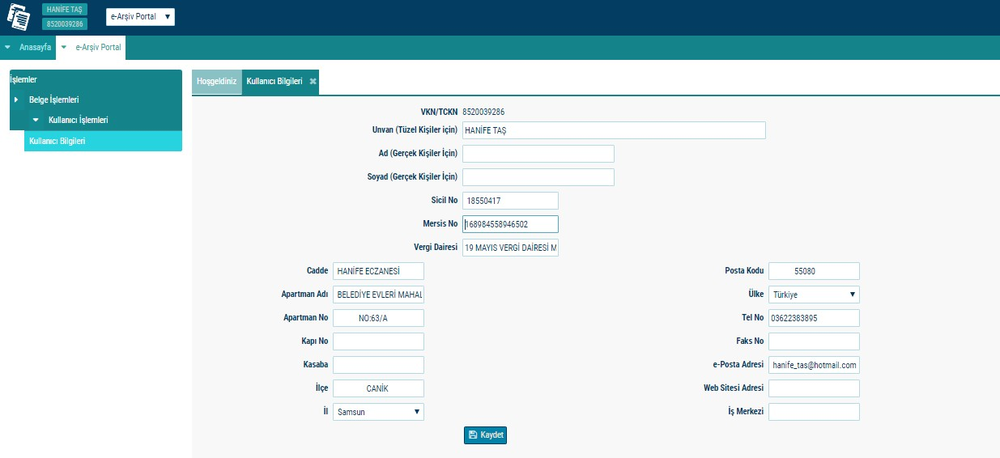 HANİFE TAŞ
8520039286
e-Arşiv Portal
Anasayfa
e-Arşiv Portal
İşlemler
Belge İşlemleri
Kullanıcı İşlemleri
Kullanıcı Bilgileri
Hoşgeldiniz
Kullanıcı Bilgileri
VKN/TCKN 8520039286
Unvan (Tüzel Kişiler için) HANİFE TAŞ
Ad (Gerçek Kişiler İçin)
Soyad (Gerçek Kişiler İçin)
Sicil No 18550417
Mersis No 168984558946502
Vergi Dairesi 19 MAYIS VERGİ DAİRESİ M
Cadde HANİFE ECZANESİ
Posta Kodu 55080
Apartman Adı BELEDİYE EVLERİ MAHAL
Ülke Türkiye
Apartman No NO:63/A
Tel No 03622383895
Kapı No
Faks No
Kasaba
e-Posta Adresi hanife_tas@hotmail.com
İlçe CANİK
Web Sitesi Adresi
İl Samsun
İş Merkezi
Kaydet